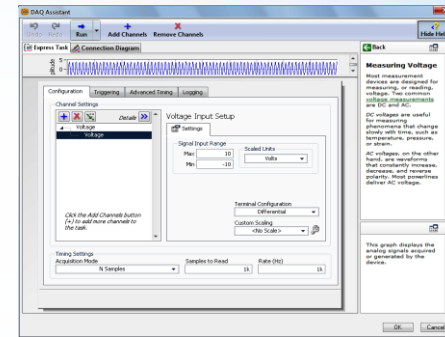 DAQ Assistant
Undo Redo Run Add Channels Remove Channels Hide Help
Express Task Connection Diagram
Back
5
0
Measuring Voltage
Most measurement
devices are designed for
measuring, or reading,
voltage. Two common
voltage measurements
are DC and AC.
DC voltages are useful
for measuring
phenomena that change
slowly with time, such as
temperature, pressure,
or strain.
AC voltages, on the other
hand, are waveforms
that constantly increase,
decrease, and reverse
polarity. Most powerlines
deliver AC voltage.
Configuration Triggering Advanced Timing Logging
Channel Settings
Details
Voltage
Voltage
Click the Add Channels button
(+) to add more channels to
the task.
Voltage Input Setup
Settings
Signal Input Range
Max 10
Min -10
Scaled Units
Volts
Terminal Configuration
Differential
Custom Scaling
<No Scale>
Timing Settings
Acquisition Mode Samples to Read Rate (Hz)
N Samples 1k 1k
This graph displays the
analog signals acquired
or generated by the
device.
OK Cancel